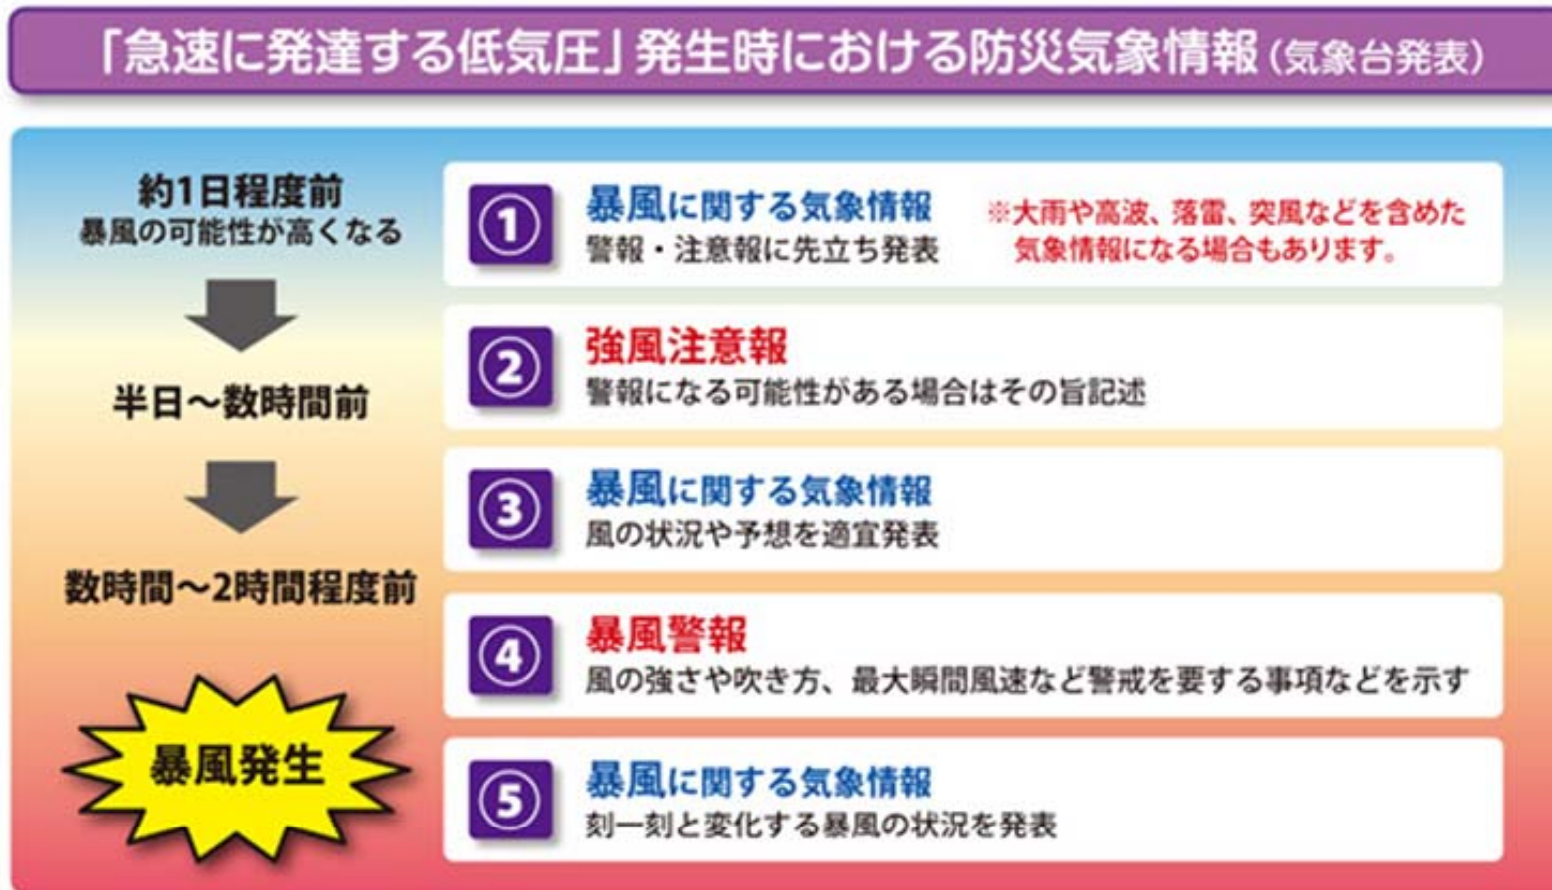 「急速に発達する低気圧」発生時における防災気象情報（気象台発表）
約1日程度前
暴風の可能性が高くなる
半日〜数時間前
数時間〜2時間程度前
暴風発生
① 暴風に関する気象情報
警報・注意報に先立ち発表
※大雨や高波、落雷、突風などを含めた
気象情報になる場合もあります。
② 強風注意報
警報になる可能性がある場合はその旨記述
③ 暴風に関する気象情報
風の状況や予想を適宜発表
④ 暴風警報
風の強さや吹き方、最大瞬間風速など警戒を要する事項などを示す
⑤ 暴風に関する気象情報
刻一刻と変化する暴風の状況を発表